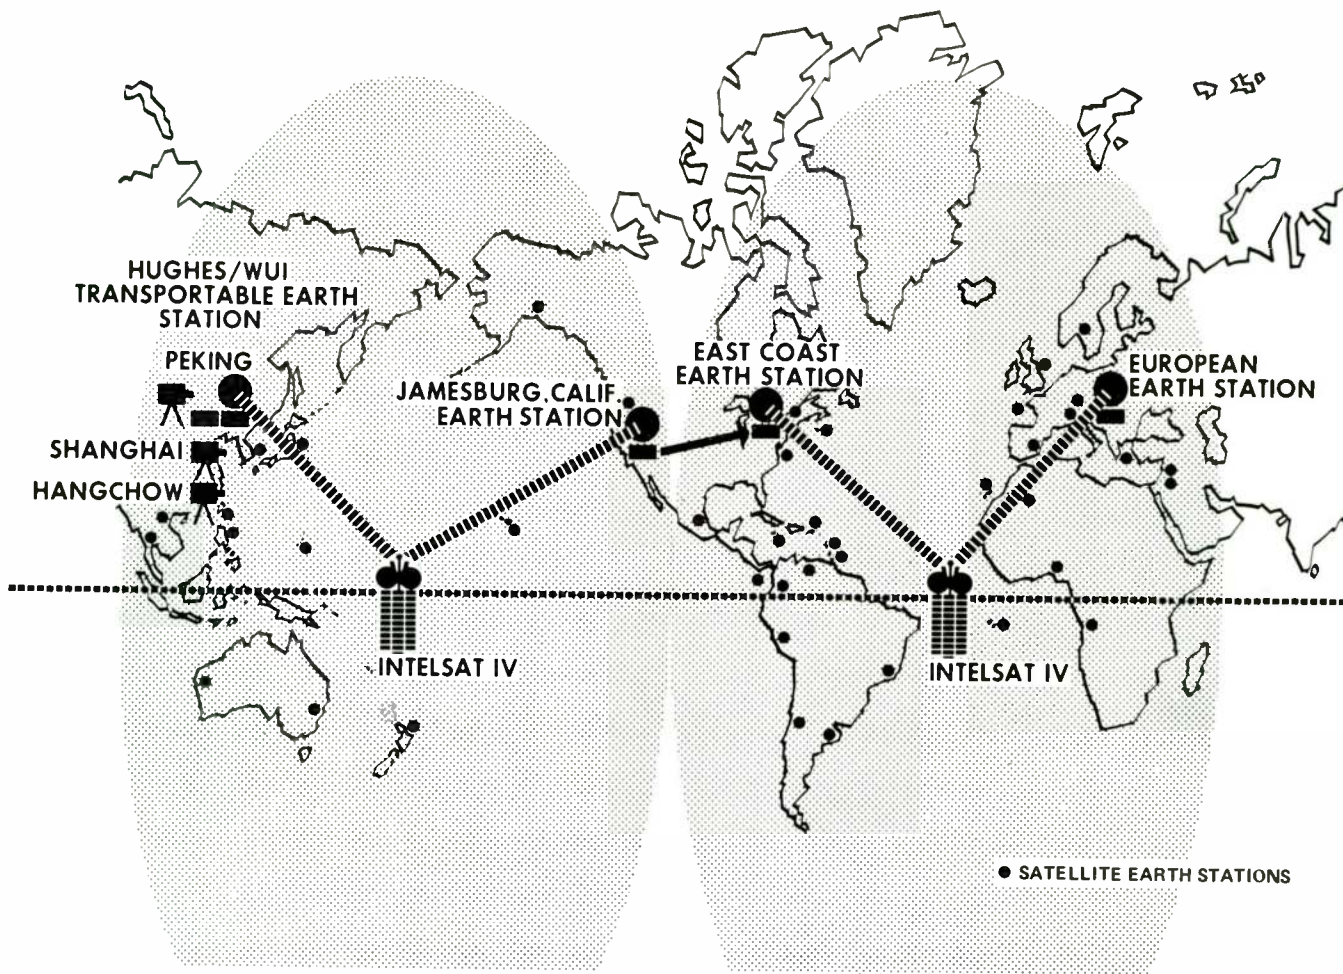 HUGHES/WUI
TRANSPORTABLE EARTH
STATION
PEKING
SHANGHAI
HANGCHOW
JAMESBURG, CALIF.
EARTH STATION
EAST COAST
EARTH STATION
EUROPEAN
EARTH STATION
INTELSAT IV
INTELSAT IV
SATELLITE EARTH STATIONS